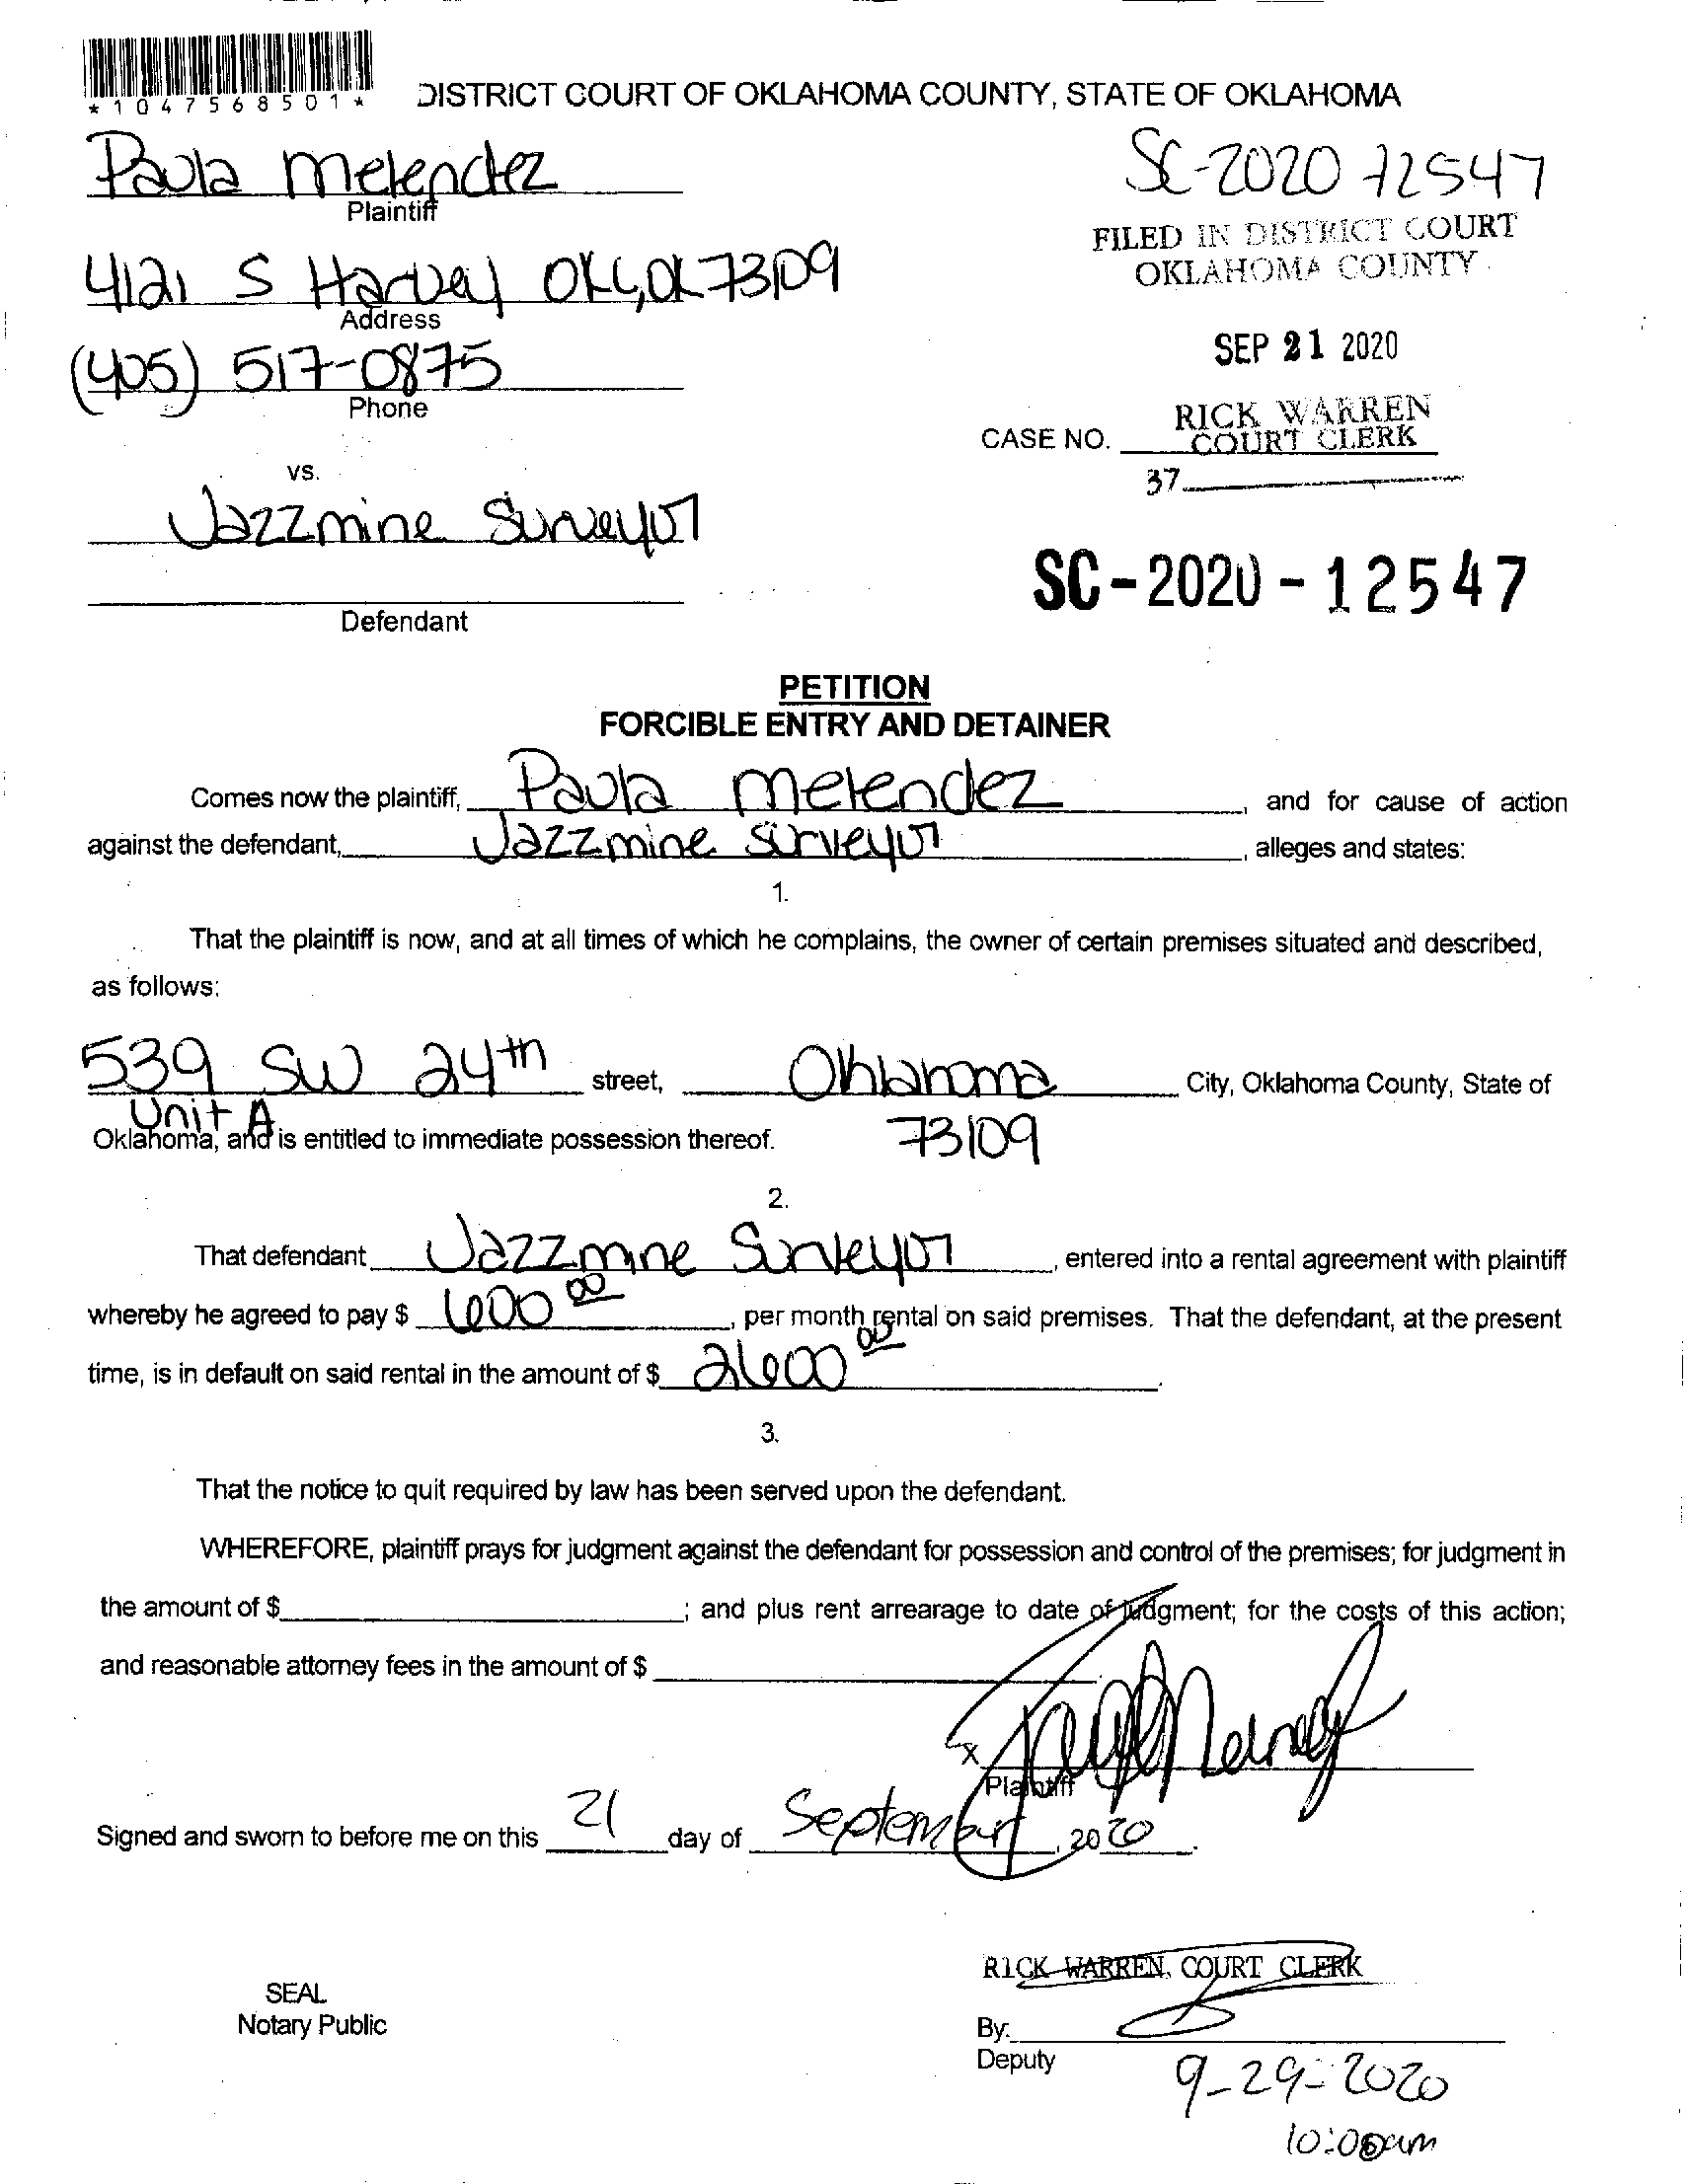 *1047568501*
DISTRICT COURT OF OKLAHOMA COUNTY, STATE OF OKLAHOMA
Paula Melendez
Plaintiff
SC-2020 12547
FILED IN DISTRICT COURT
OKLAHOMA COUNTY
4121 S Harvey OKC, OK 73109
Address
SEP 21 2020
(405) 517-0875
Phone
RICK WARREN
CASE NO. COURT CLERK
37
vs.
Jazzmine Surveyor
SC-2020-12547
Defendant
PETITION
FORCIBLE ENTRY AND DETAINER
Comes now the plaintiff, Paula Melendez, and for cause of action
against the defendant, Jazzmine Surveyor, alleges and states:
1.
That the plaintiff is now, and at all times of which he complains, the owner of certain premises situated and described,
as follows:
539 SW 24th street, Oklahoma City, Oklahoma County, State of
Unit A
Oklahoma, and is entitled to immediate possession thereof. 73109
2.
That defendant Jazzmine Surveyor, entered into a rental agreement with plaintiff
whereby he agreed to pay $ 600 00, per month rental on said premises. That the defendant, at the present
time, is in default on said rental in the amount of $ 2600 00.
3.
That the notice to quit required by law has been served upon the defendant.
WHEREFORE, plaintiff prays for judgment against the defendant for possession and control of the premises; for judgment in
the amount of $ ; and plus rent arrearage to date of judgment; for the costs of this action;
and reasonable attorney fees in the amount of $
x
Plaintiff
Signed and sworn to before me on this 21 day of September, 2020.
RICK WARREN, COURT CLERK
SEAL
Notary Public
By:
Deputy
9-29-2020
10:00am